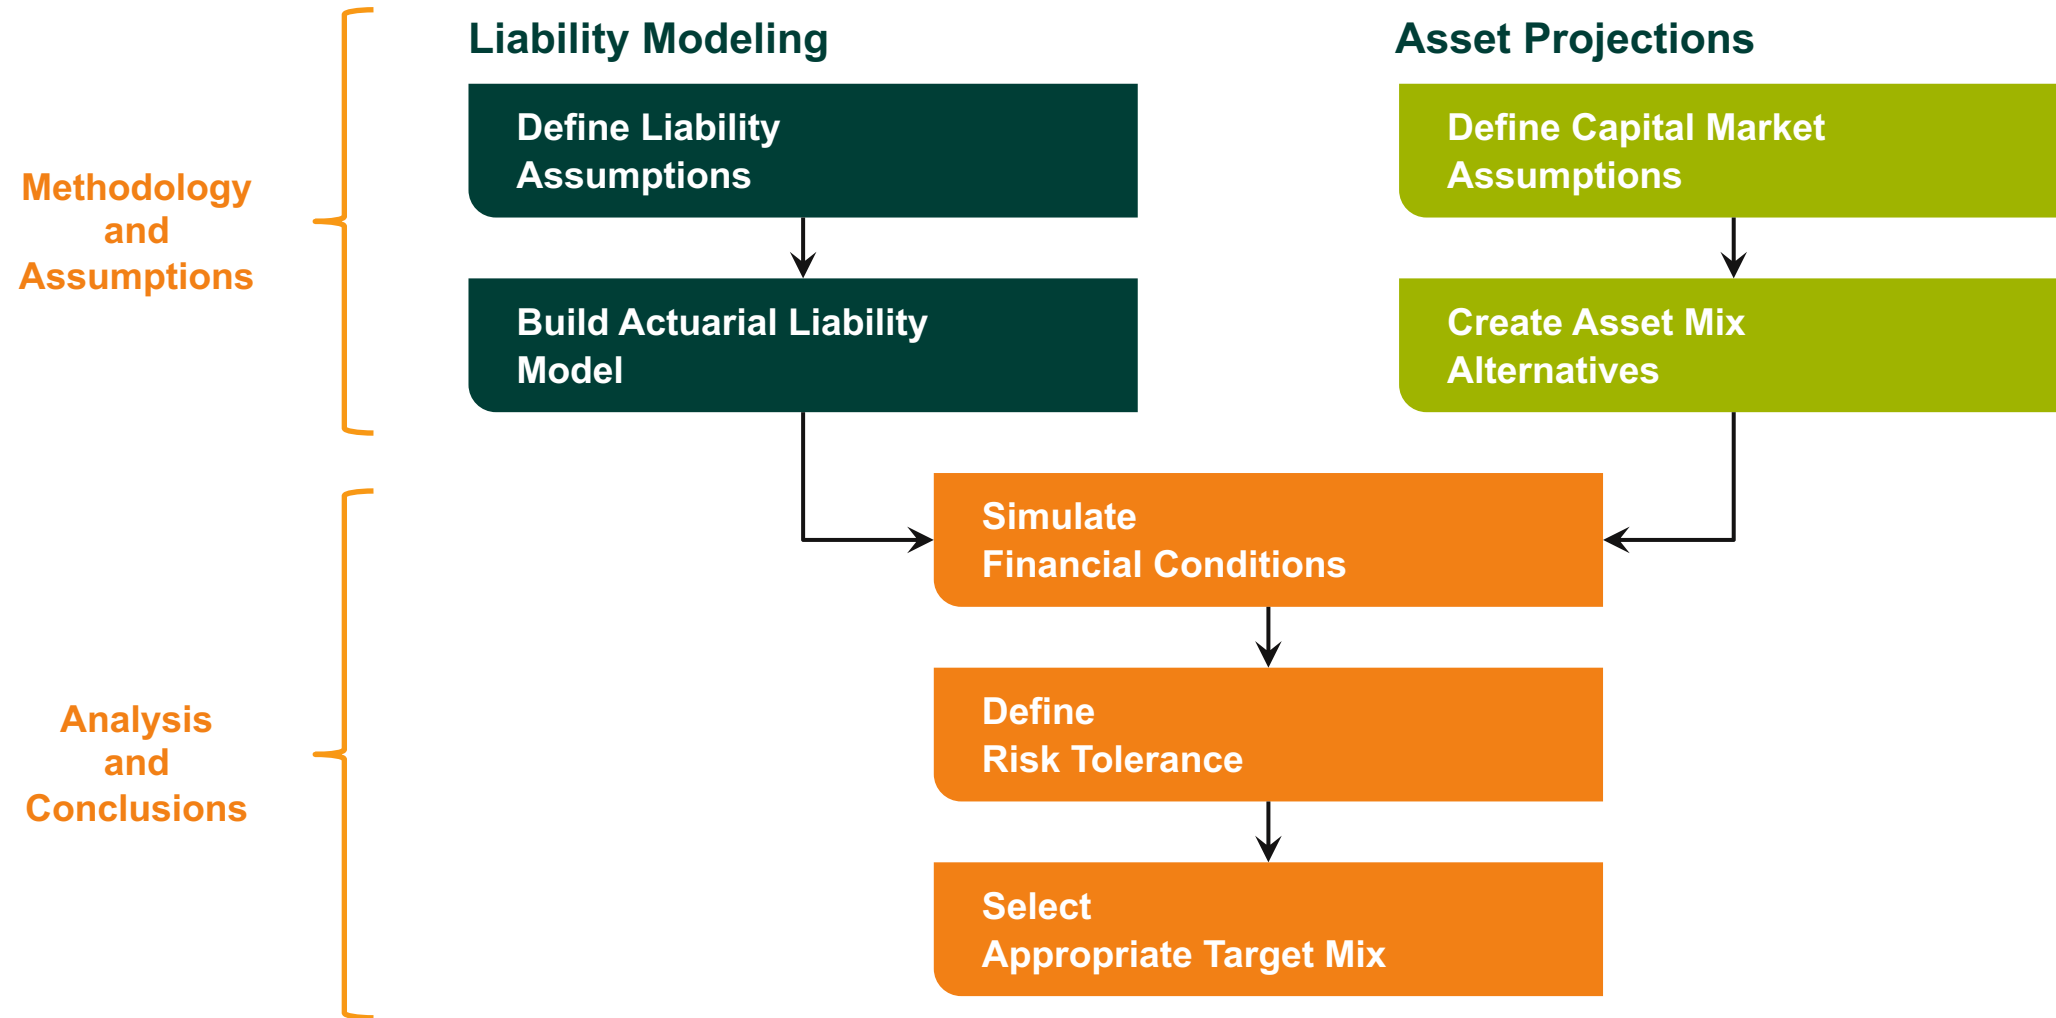 Liability Modeling
Asset Projections
Methodology
and
Assumptions
Define Liability
Assumptions
Define Capital Market
Assumptions
Build Actuarial Liability
Model
Create Asset Mix
Alternatives
Analysis
and
Conclusions
Simulate
Financial Conditions
Define
Risk Tolerance
Select
Appropriate Target Mix